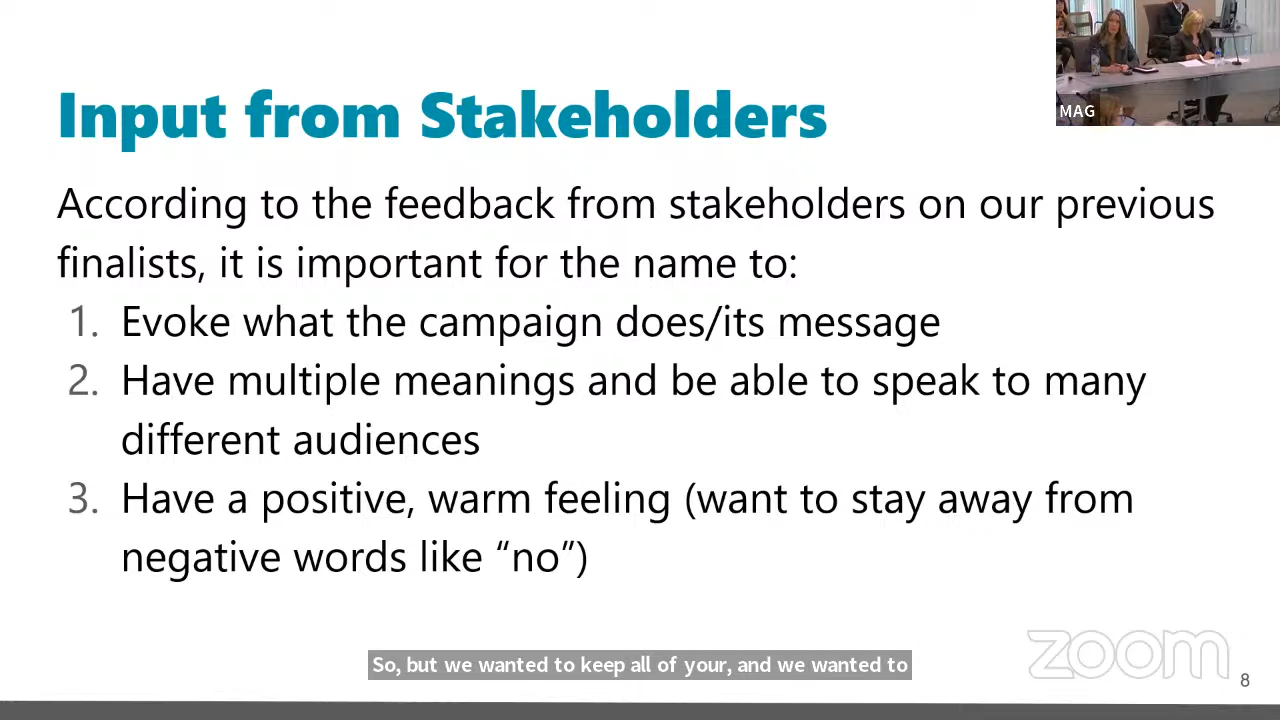 MAG
Input from Stakeholders
According to the feedback from stakeholders on our previous
finalists, it is important for the name to:
1. Evoke what the campaign does/its message
2. Have multiple meanings and be able to speak to many
different audiences
3. Have a positive, warm feeling (want to stay away from
negative words like “no”)
So, but we wanted to keep all of your, and we wanted to
zoom
8